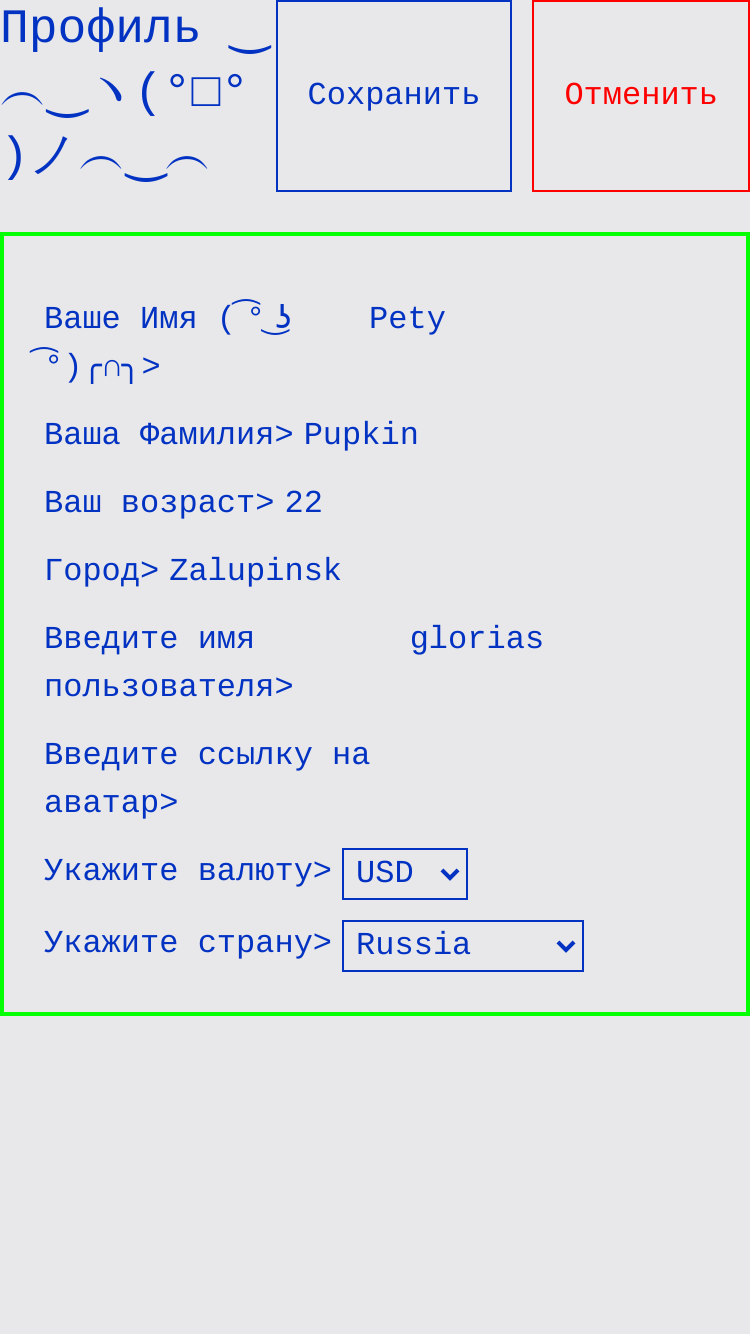 Профиль ‿
︵‿ヽ(°□°
)ノ︵‿︵
Сохранить
Отменить
Ваше Имя ( ͡° ͜ʖ
͡°)╭∩╮>
Pety
Ваша Фамилия> Pupkin
Ваш возраст> 22
Город> Zalupinsk
Введите имя
пользователя>
glorias
Введите ссылку на
аватар>
Укажите валюту> USD
Укажите страну> Russia